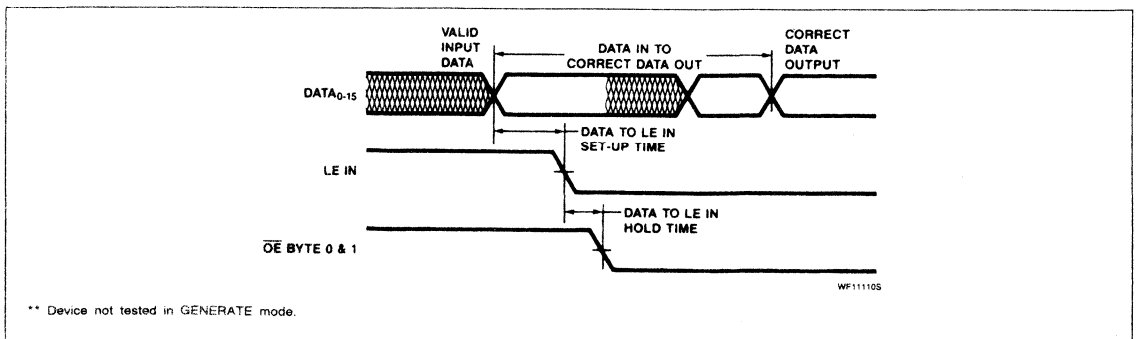 VALID
INPUT
DATA
DATA IN TO
CORRECT DATA OUT
CORRECT
DATA
OUTPUT
DATA0-15
DATA TO LE IN
SET-UP TIME
LE IN
DATA TO LE IN
HOLD TIME
OE BYTE 0 & 1
WF11110S
** Device not tested in GENERATE mode.